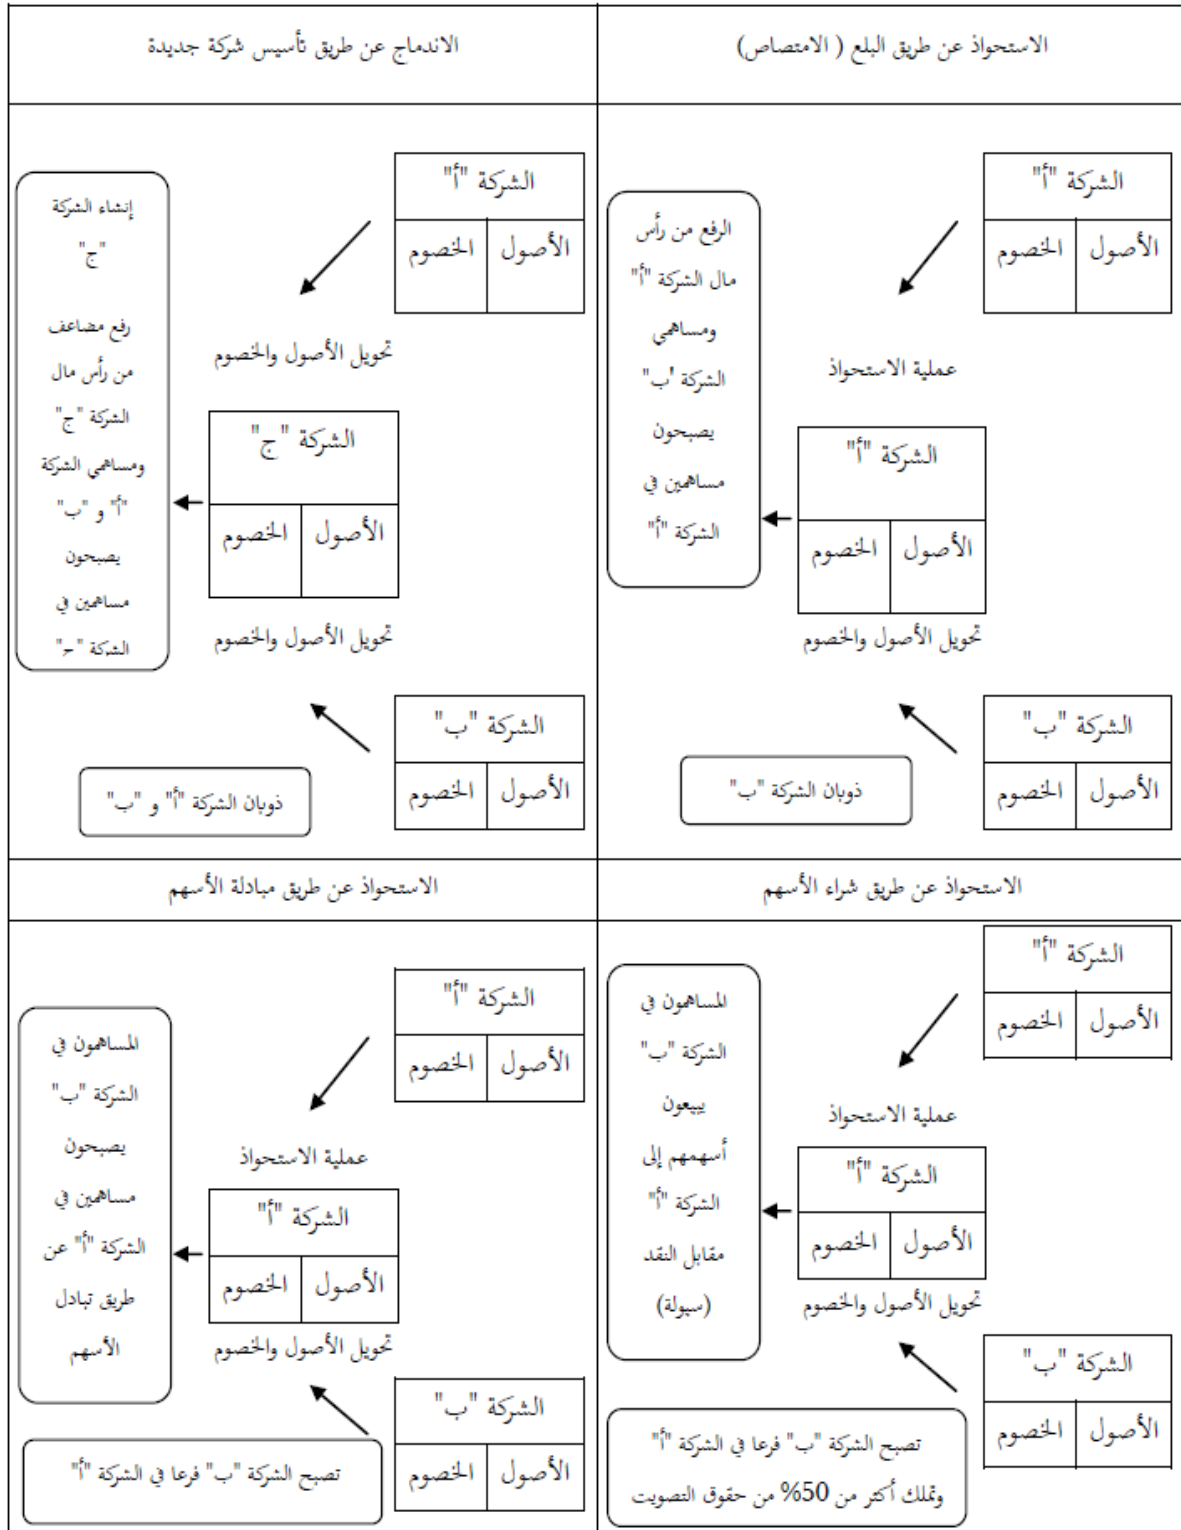 الاستحواذ عن طريق البلع ( الامتصاص)
الشركة "أ"
الأصول
الخصوم
الرفع من رأس
مال الشركة "أ"
ومساهمي
الشركة 'ب"
يصبحون
مساهمين في
الشركة "أ"
عملية الاستحواذ
الشركة "أ"
الأصول
الخصوم
تحويل الأصول والخصوم
الشركة "ب"
الأصول
الخصوم
ذوبان الشركة "ب"
الاندماج عن طريق تأسيس شركة جديدة
الشركة "أ"
الأصول
الخصوم
إنشاء الشركة
"ج"
رفع مضاعف
من رأس مال
الشركة "ج"
ومساهمي الشركة
"أ" و "ب"
يصبحون
مساهمين في
الشركة "ج"
تحويل الأصول والخصوم
الشركة "ج"
الأصول
الخصوم
تحويل الأصول والخصوم
الشركة "ب"
الأصول
الخصوم
ذوبان الشركة "أ" و "ب"
الاستحواذ عن طريق شراء الأسهم
الشركة "أ"
الأصول
الخصوم
المساهمون في
الشركة "ب"
يبيعون
أسهمهم إلى
الشركة "أ"
مقابل النقد
(سيولة)
عملية الاستحواذ
الشركة "أ"
الأصول
الخصوم
تحويل الأصول والخصوم
الشركة "ب"
الأصول
الخصوم
تصبح الشركة "ب" فرعا في الشركة "أ"
وتملك أكثر من 50% من حقوق التصويت
الاستحواذ عن طريق مبادلة الأسهم
الشركة "أ"
الأصول
الخصوم
المساهمون في
الشركة "ب"
يصبحون
مساهمين في
الشركة "أ" عن
طريق تبادل
الأسهم
عملية الاستحواذ
الشركة "أ"
الأصول
الخصوم
تحويل الأصول والخصوم
الشركة "ب"
الأصول
الخصوم
تصبح الشركة "ب" فرعا في الشركة "أ"